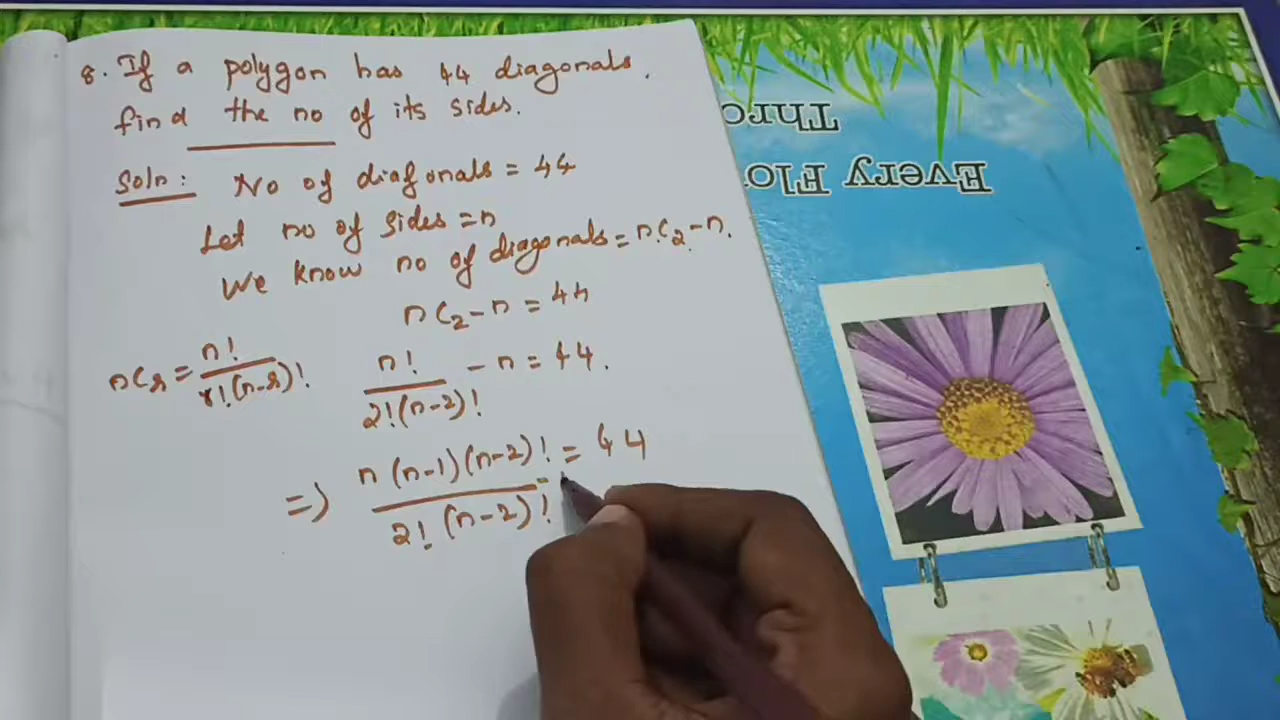 8. If a polygon has 44 diagonals.
find the no of its sides.
Soln: No of diagonals = 44
Let no of sides = n
We know no of diagonals = nC2 - n.
nC2 - n = 44
nCr = n! / r!(n-r)!
n! / 2!(n-2)! - n = 44.
=> n(n-1)(n-2)! / 2!(n-2)! - = 44
Every Flo
Thro